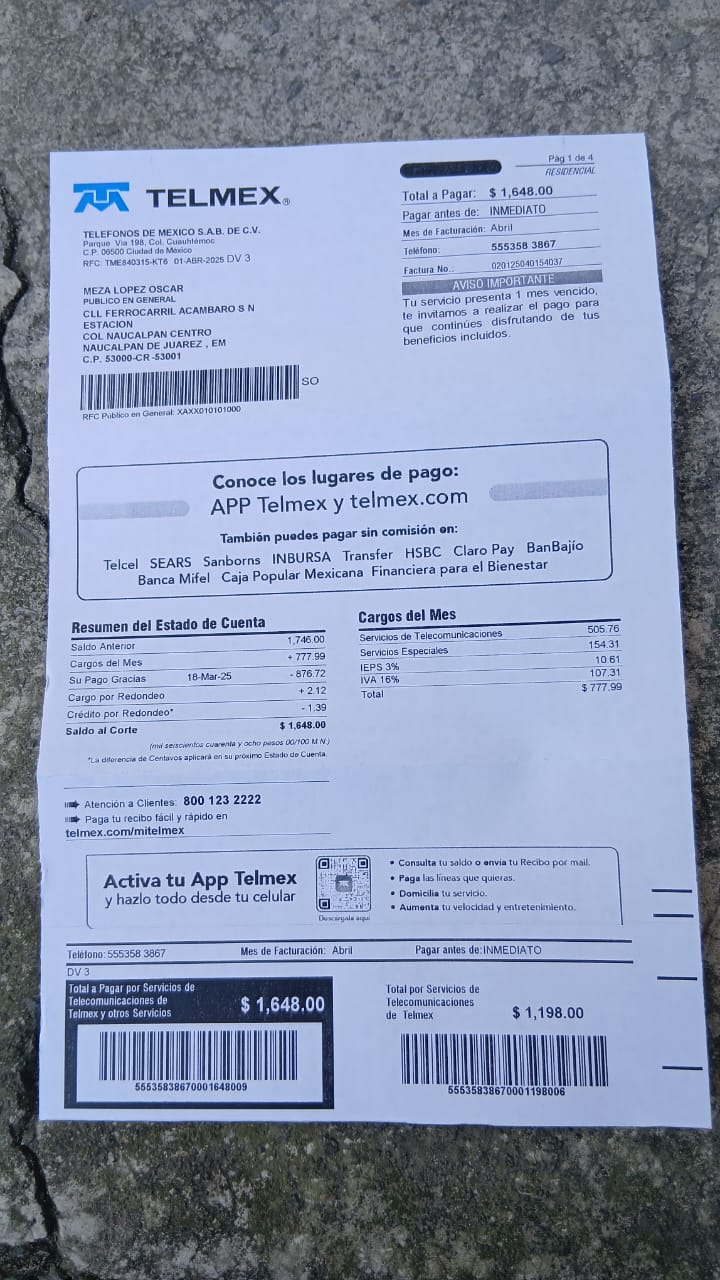 Pág 1 de 4
RESIDENCIAL
TELMEX®
Total a Pagar: $ 1,648.00
Pagar antes de: INMEDIATO
Mes de Facturación: Abril
Teléfono: 555358 3867
Factura No.: 020125040154037
AVISO IMPORTANTE
Tu servicio presenta 1 mes vencido,
te invitamos a realizar el pago para
que continúes disfrutando de tus
beneficios incluidos.
TELEFONOS DE MEXICO S.A.B. DE C.V.
Parque Via 198, Col. Cuauhtémoc
C.P. 06500 Ciudad de México
RFC: TME840315-KT6 01-ABR-2025 DV 3
MEZA LOPEZ OSCAR
PUBLICO EN GENERAL
CLL FERROCARRIL ACAMBARO S N
ESTACION
COL NAUCALPAN CENTRO
NAUCALPAN DE JUAREZ , EM
C.P. 53000-CR -53001
SO
RFC Público en General: XAXX010101000
Conoce los lugares de pago:
APP Telmex y telmex.com
También puedes pagar sin comisión en:
Telcel SEARS Sanborns INBURSA Transfer HSBC Claro Pay BanBajío
Banca Mifel Caja Popular Mexicana Financiera para el Bienestar
Resumen del Estado de Cuenta
Saldo Anterior 1,746.00
Cargos del Mes + 777.99
Su Pago Gracias 18-Mar-25 - 876.72
Cargo por Redondeo + 2.12
Crédito por Redondeo* - 1.39
Saldo al Corte $ 1,648.00
(mil seiscientos cuarenta y ocho pesos 00/100 M.N.)
*La diferencia de Centavos aplicará en su próximo Estado de Cuenta.
Cargos del Mes
Servicios de Telecomunicaciones 505.76
Servicios Especiales 154.31
IEPS 3% 10.61
IVA 16% 107.31
Total $ 777.99
Atención a Clientes: 800 123 2222
Paga tu recibo fácil y rápido en
telmex.com/mitelmex
Activa tu App Telmex
y hazlo todo desde tu celular
Descárgala aquí
• Consulta tu saldo o envía tu Recibo por mail.
• Paga las líneas que quieras.
• Domicilia tu servicio.
• Aumenta tu velocidad y entretenimiento.
Teléfono: 555358 3867 Mes de Facturación: Abril Pagar antes de:INMEDIATO
DV 3
Total a Pagar por Servicios de
Telecomunicaciones de
Telmex y otros Servicios
$ 1,648.00
55535838670001648009
Total por Servicios de
Telecomunicaciones
de Telmex
$ 1,198.00
55535838670001198006